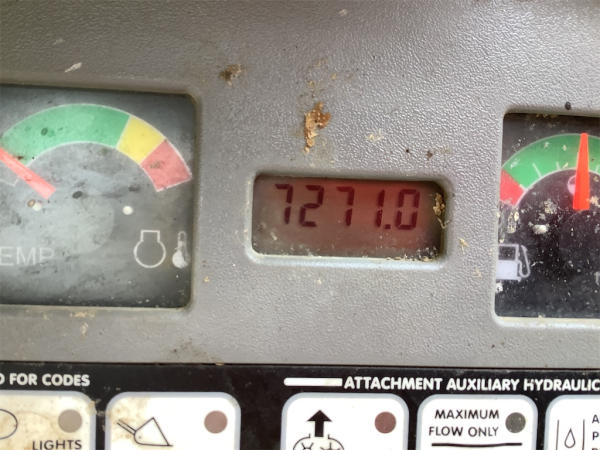 7271.0
EMP
D FOR CODES
ATTACHMENT AUXILIARY HYDRAULIC
LIGHTS
MAXIMUM
FLOW ONLY